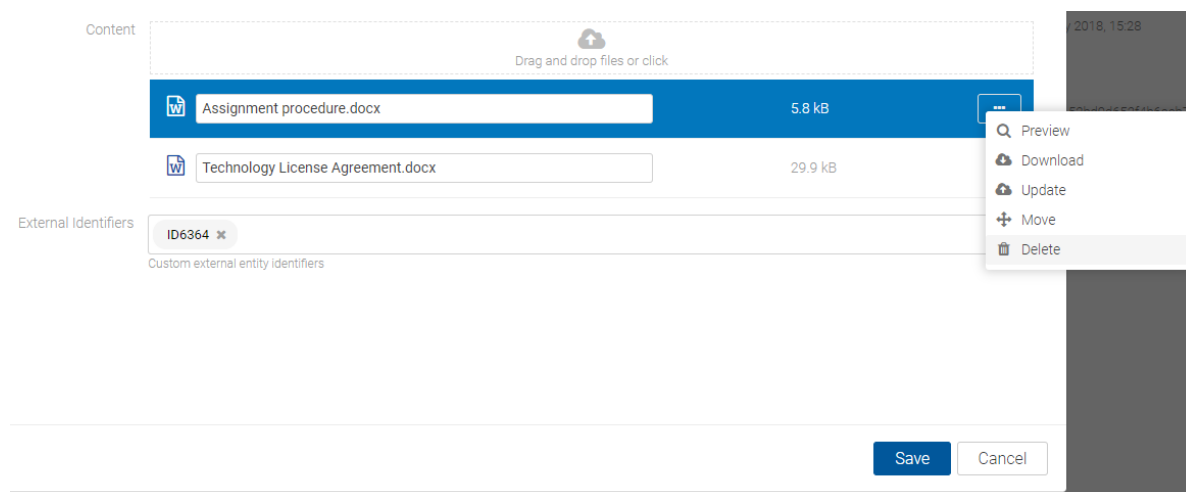 Content
Drag and drop files or click
y 2018, 15:28
Assignment procedure.docx 5.8 kB
Technology License Agreement.docx 29.9 kB
Preview
Download
Update
Move
Delete
External Identifiers
ID6364
Custom external entity identifiers
Save Cancel